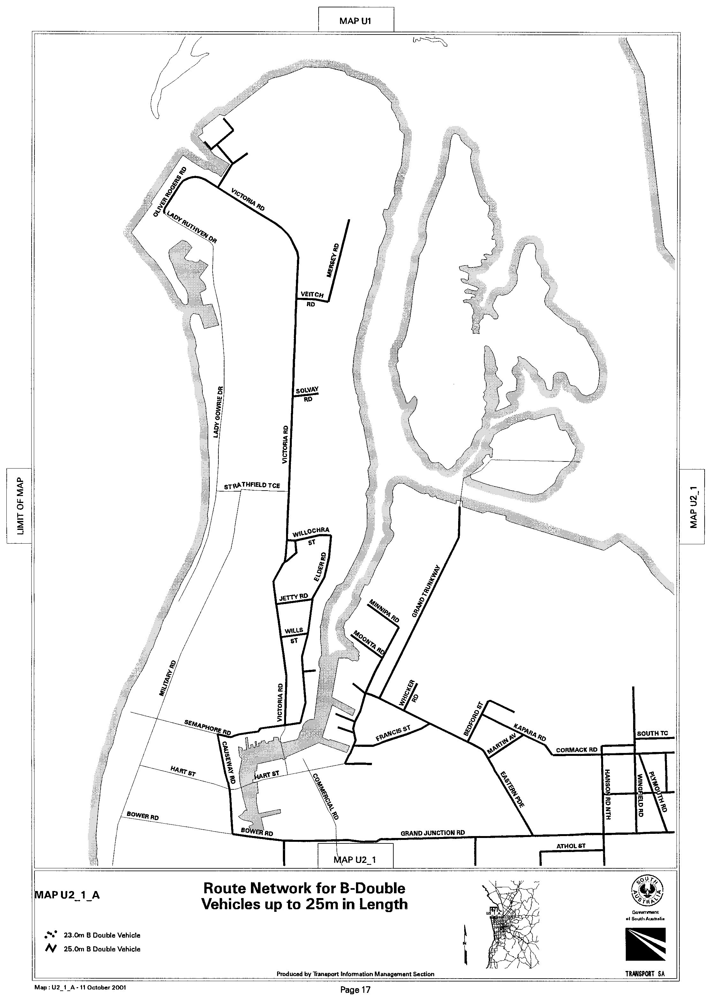 MAP U1
OLIVER ROGERS RD
VICTORIA RD
LADY RUTHVEN DR
MERSEY RD
VEITCH
RD
SOLVAY
RD
LADY GOWRIE DR
VICTORIA RD
LIMIT OF MAP
MAP U2_1
STRATHFIELD TCE
WILLOCHRA
ST
ELDER RD
GRAND TRUNKWAY
JETTY RD
MINNIPA RD
WILLS
ST
MOONTA RD
MILITARY RD
VICTORIA RD
WHICKER
RD
BEDFORD ST
SEMAPHORE RD
FRANCIS ST
KAPARA RD
SOUTH TC
MARTIN AV
CORMACK RD
CAUSEWAY RD
HART ST
HART ST
COMMERCIAL RD
EASTERN PDE
HANSON RD NTH
WINGFIELD RD
PLYMOUTH RD
BOWER RD
BOWER RD
GRAND JUNCTION RD
ATHOL ST
MAP U2_1
MAP U2_1_A
Route Network for B-Double
Vehicles up to 25m in Length
U2_1_A
N
SOUTH
AUSTRALIA
Government
of South Australia
23.0m B Double Vehicle
25.0m B Double Vehicle
Produced by Transport Information Management Section
TRANSPORT SA
Map : U2_1_A - 11 October 2001
Page 17